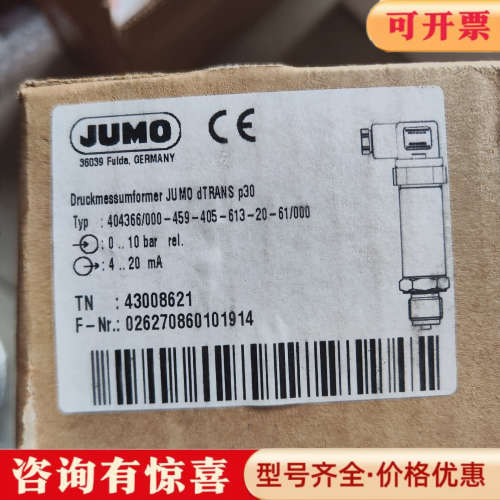 可开票
JUMO CE
36039 Fulda, GERMANY
Druckmessumformer JUMO dTRANS p30
Typ : 404366/000-459-405-613-20-61/000
: 0 .. 10 bar rel.
: 4 .. 20 mA
TN : 43008621
F-Nr.: 026270860101914
咨询有惊喜
型号齐全·价格优惠